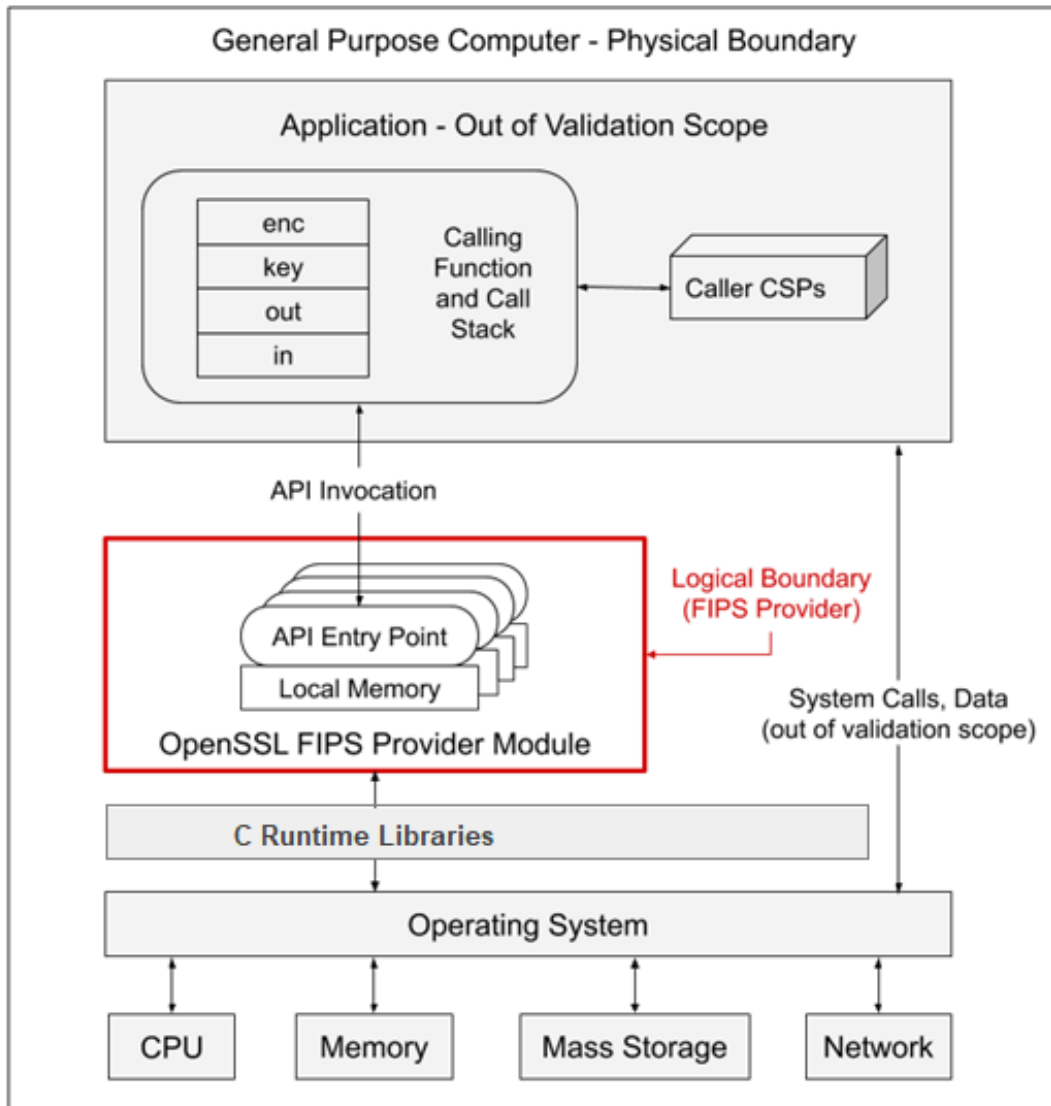 General Purpose Computer - Physical Boundary
Application - Out of Validation Scope
enc
key
out
in
Calling
Function
and Call
Stack
Caller CSPs
API Invocation
Logical Boundary
(FIPS Provider)
API Entry Point
Local Memory
OpenSSL FIPS Provider Module
System Calls, Data
(out of validation scope)
C Runtime Libraries
Operating System
CPU
Memory
Mass Storage
Network